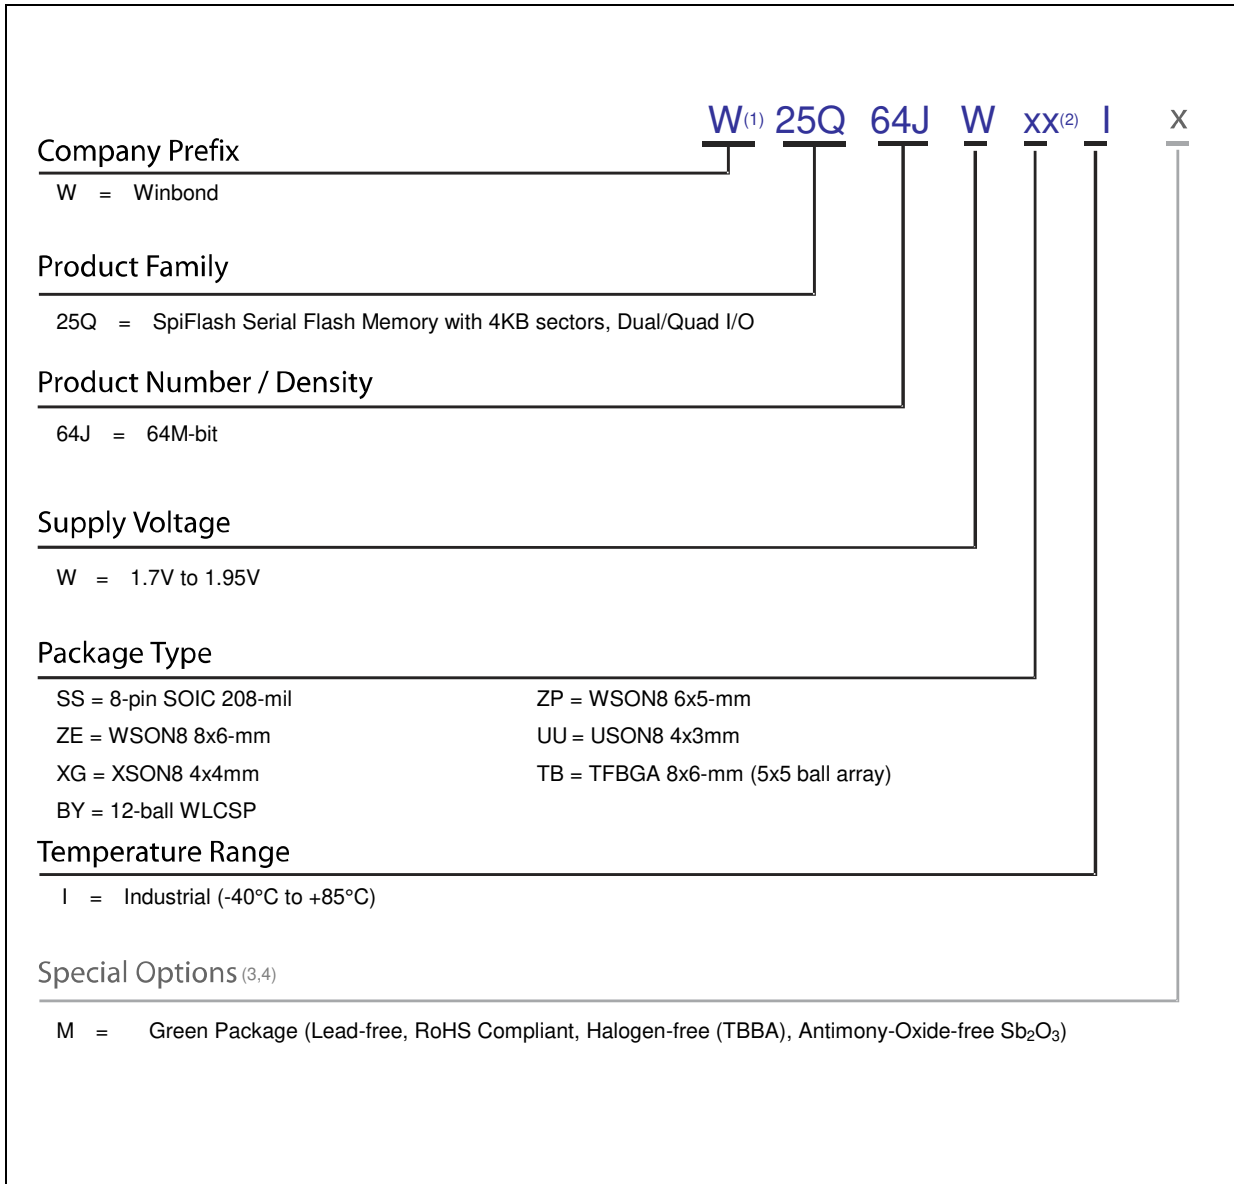 W(1) 25Q 64J W xx(2) I x
Company Prefix
W = Winbond
Product Family
25Q = SpiFlash Serial Flash Memory with 4KB sectors, Dual/Quad I/O
Product Number / Density
64J = 64M-bit
Supply Voltage
W = 1.7V to 1.95V
Package Type
SS = 8-pin SOIC 208-mil ZP = WSON8 6x5-mm
ZE = WSON8 8x6-mm UU = USON8 4x3mm
XG = XSON8 4x4mm TB = TFBGA 8x6-mm (5x5 ball array)
BY = 12-ball WLCSP
Temperature Range
I = Industrial (-40°C to +85°C)
Special Options (3,4)
M = Green Package (Lead-free, RoHS Compliant, Halogen-free (TBBA), Antimony-Oxide-free Sb₂O₃)